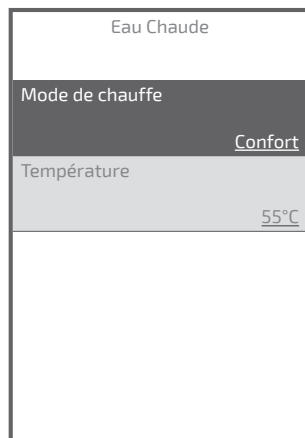 Eau Chaude
Mode de chauffe
Confort
Température
55°C